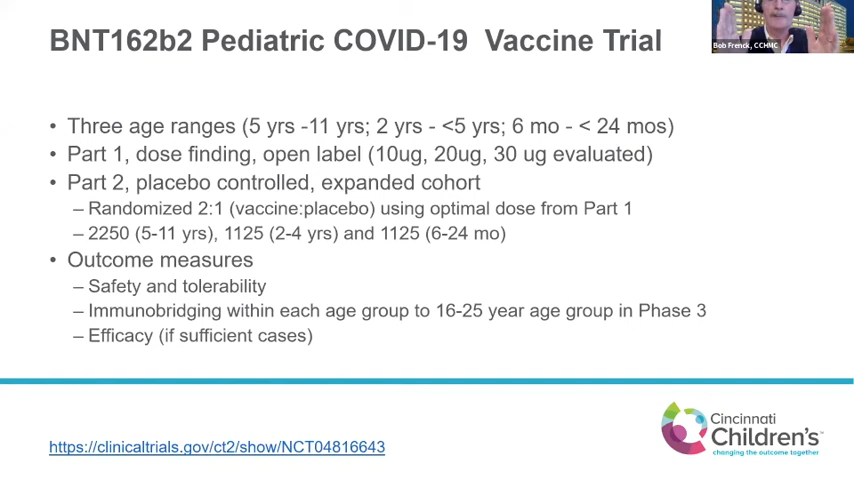 BNT162b2 Pediatric COVID-19 Vaccine Trial
Bob Frenck, CCHMC
• Three age ranges (5 yrs -11 yrs; 2 yrs - <5 yrs; 6 mo - < 24 mos)
• Part 1, dose finding, open label (10ug, 20ug, 30 ug evaluated)
• Part 2, placebo controlled, expanded cohort
– Randomized 2:1 (vaccine:placebo) using optimal dose from Part 1
– 2250 (5-11 yrs), 1125 (2-4 yrs) and 1125 (6-24 mo)
• Outcome measures
– Safety and tolerability
– Immunobridging within each age group to 16-25 year age group in Phase 3
– Efficacy (if sufficient cases)
https://clinicaltrials.gov/ct2/show/NCT04816643
Cincinnati
Children's™
changing the outcome together